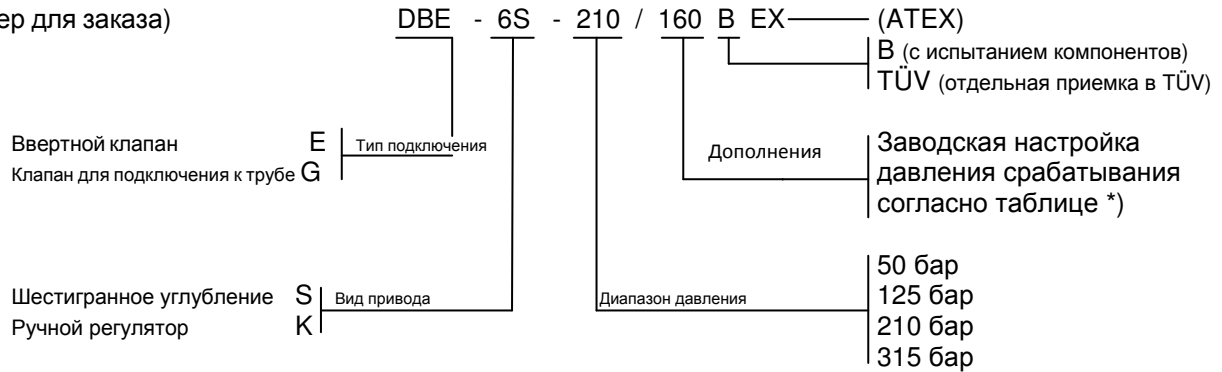 ер для заказа)
DBE - 6S - 210 / 160 B EX (ATEX)
B (с испытанием компонентов)
TÜV (отдельная приемка в TÜV)
Ввертной клапан E
Клапан для подключения к трубе G
Тип подключения
Дополнения
Заводская настройка
давления срабатывания
согласно таблице *)
Шестигранное углубление S
Ручной регулятор K
Вид привода
Диапазон давления
50 бар
125 бар
210 бар
315 бар